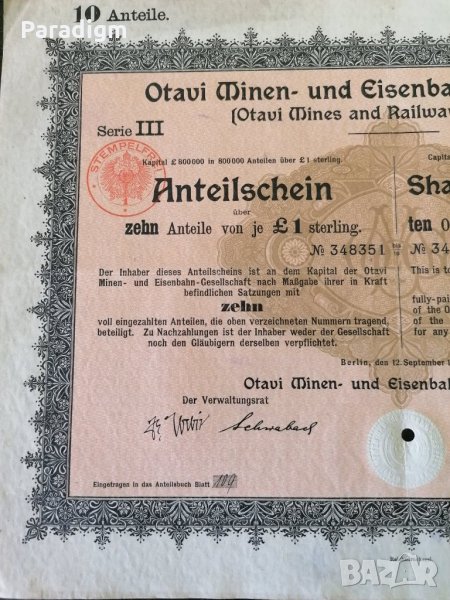 10 Anteile.
Paradigm
Otavi Minen- und Eisenba
(Otavi Mines and Railwa
Serie III
STEMPELFR
Kapital £ 800000 in 800000 Anteilen über £1 sterling.
Capita
Anteilschein
Sha
über
zehn Anteile von je £1 sterling.
ten O
№ 348351
№ 34
Der Inhaber dieses Anteilscheins ist an dem Kapital der Otavi
Minen- und Eisenbahn-Gesellschaft nach Maßgabe ihrer in Kraft
befindlichen Satzungen mit
zehn
voll eingezahlten Anteilen, die oben verzeichneten Nummern tragend,
beteiligt. Zu Nachzahlungen ist der Inhaber weder der Gesellschaft
noch den Gläubigern derselben verpflichtet.
This is to
fully-paid
of the O
of the
for any
Berlin, den 12. September 1
Otavi Minen- und Eisenbah
Der Verwaltungsrat
Schwabach
Eingetragen in das Anteilsbuch Blatt
BAZAR